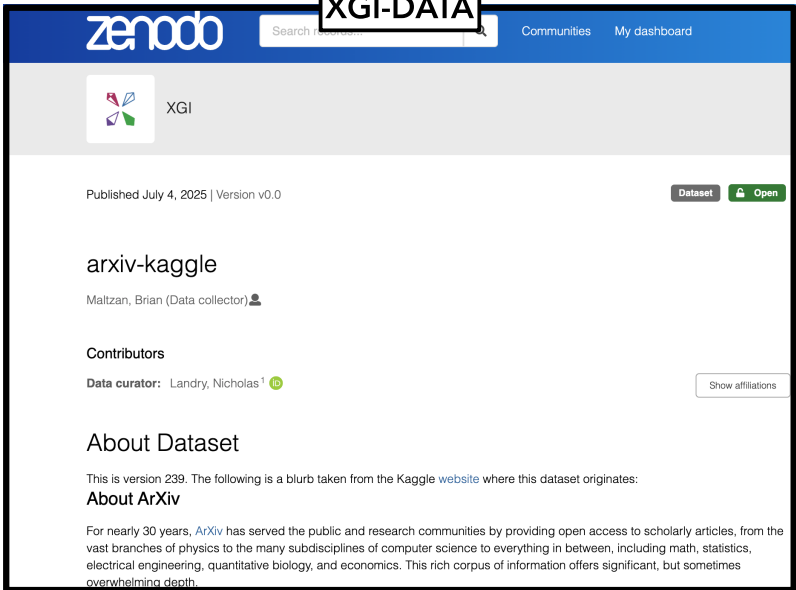 XGI-DATA
zenodo
Search records...
Communities
My dashboard
XGI
Published July 4, 2025 | Version v0.0
Dataset
Open
arxiv-kaggle
Maltzan, Brian (Data collector)
Contributors
Data curator: Landry, Nicholas 1 iD
Show affiliations
About Dataset
This is version 239. The following is a blurb taken from the Kaggle website where this dataset originates:
About ArXiv
For nearly 30 years, ArXiv has served the public and research communities by providing open access to scholarly articles, from the
vast branches of physics to the many subdisciplines of computer science to everything in between, including math, statistics,
electrical engineering, quantitative biology, and economics. This rich corpus of information offers significant, but sometimes
overwhelming depth.